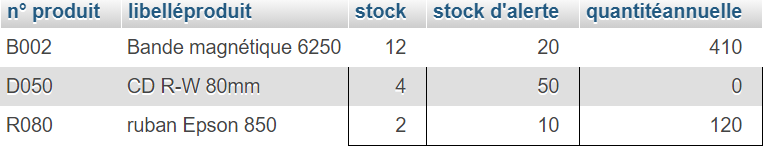 n° produit libelléproduit stock stock d'alerte quantitéannuelle
B002 Bande magnétique 6250 12 20 410
D050 CD R-W 80mm 4 50 0
R080 ruban Epson 850 2 10 120